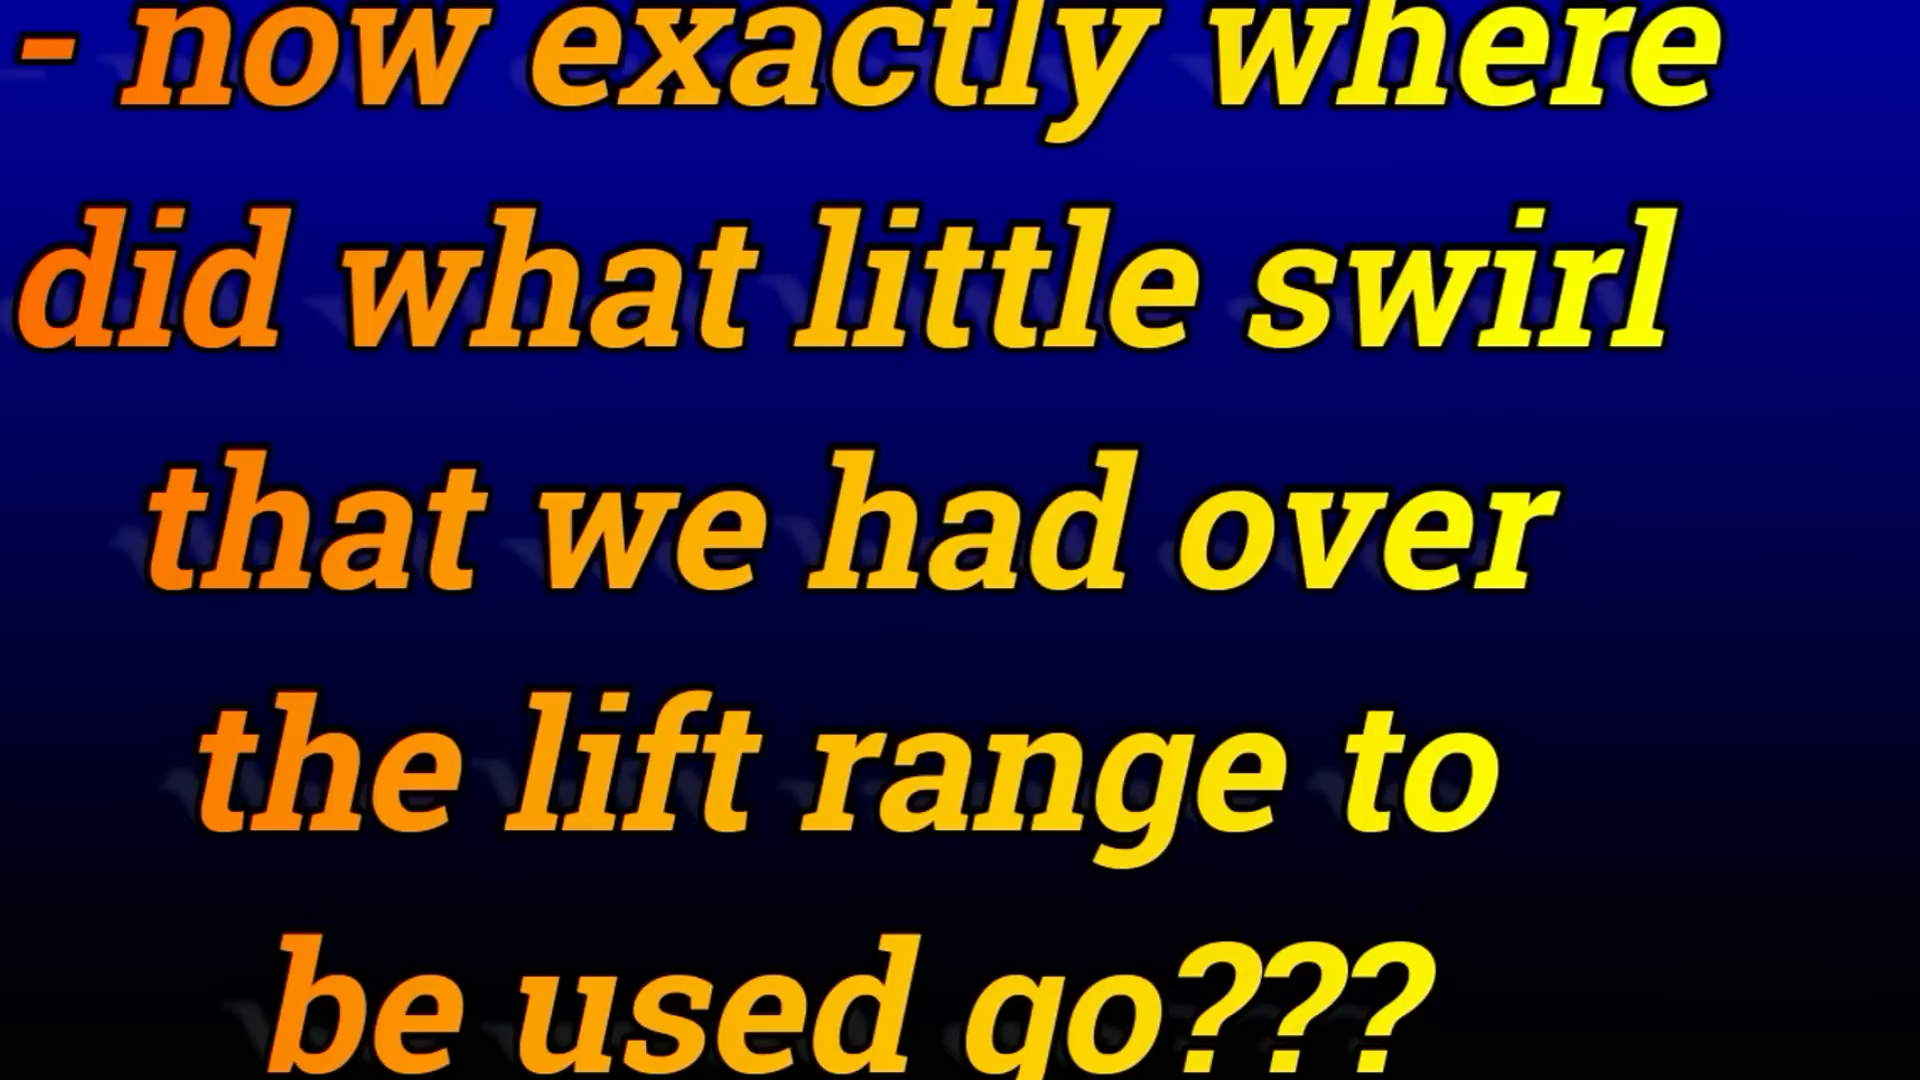 - now exactly where
did what little swirl
that we had over
the lift range to
be used go???